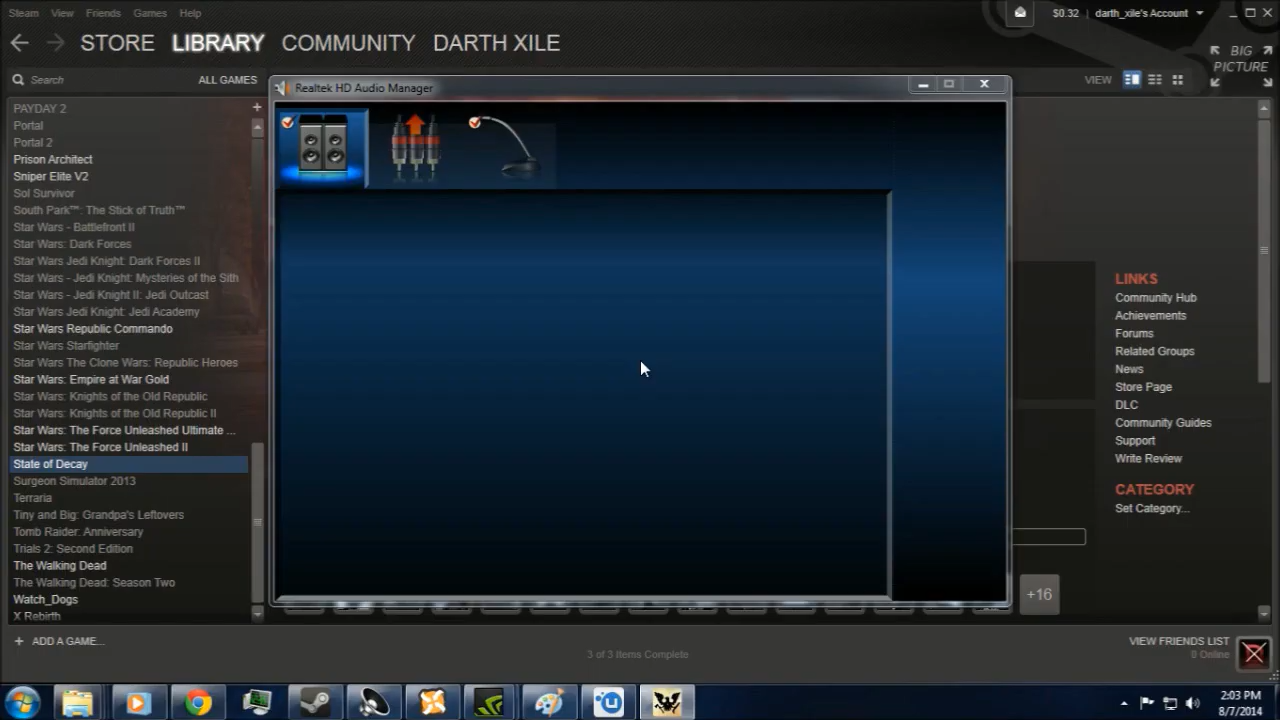 Steam View Friends Games Help
$0.32 darth_xile's Account
STORE LIBRARY COMMUNITY DARTH XILE
BIG PICTURE
Search ALL GAMES
VIEW
Realtek HD Audio Manager
PAYDAY 2
Portal
Portal 2
Prison Architect
Sniper Elite V2
Sol Survivor
South Park™: The Stick of Truth™
Star Wars - Battlefront II
Star Wars: Dark Forces
Star Wars Jedi Knight: Dark Forces II
Star Wars - Jedi Knight: Mysteries of the Sith
Star Wars - Jedi Knight II: Jedi Outcast
Star Wars Jedi Knight: Jedi Academy
Star Wars Republic Commando
Star Wars Starfighter
Star Wars The Clone Wars: Republic Heroes
Star Wars: Empire at War Gold
Star Wars: Knights of the Old Republic
Star Wars: Knights of the Old Republic II
Star Wars: The Force Unleashed Ultimate ...
Star Wars: The Force Unleashed II
State of Decay
Surgeon Simulator 2013
Terraria
Tiny and Big: Grandpa's Leftovers
Tomb Raider: Anniversary
Trials 2: Second Edition
The Walking Dead
The Walking Dead: Season Two
Watch_Dogs
X Rebirth
LINKS
Community Hub
Achievements
Forums
Related Groups
News
Store Page
DLC
Community Guides
Support
Write Review
CATEGORY
Set Category...
+16
+ ADD A GAME...
3 of 3 Items Complete
VIEW FRIENDS LIST
0 Online
2:03 PM
8/7/2014